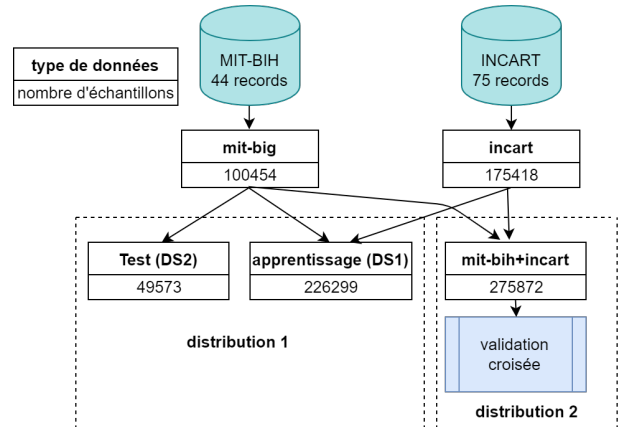 MIT-BIH
44 records
INCART
75 records
type de données
nombre d'échantillons
mit-big
100454
incart
175418
Test (DS2)
49573
apprentissage (DS1)
226299
mit-bih+incart
275872
distribution 1
validation
croisée
distribution 2